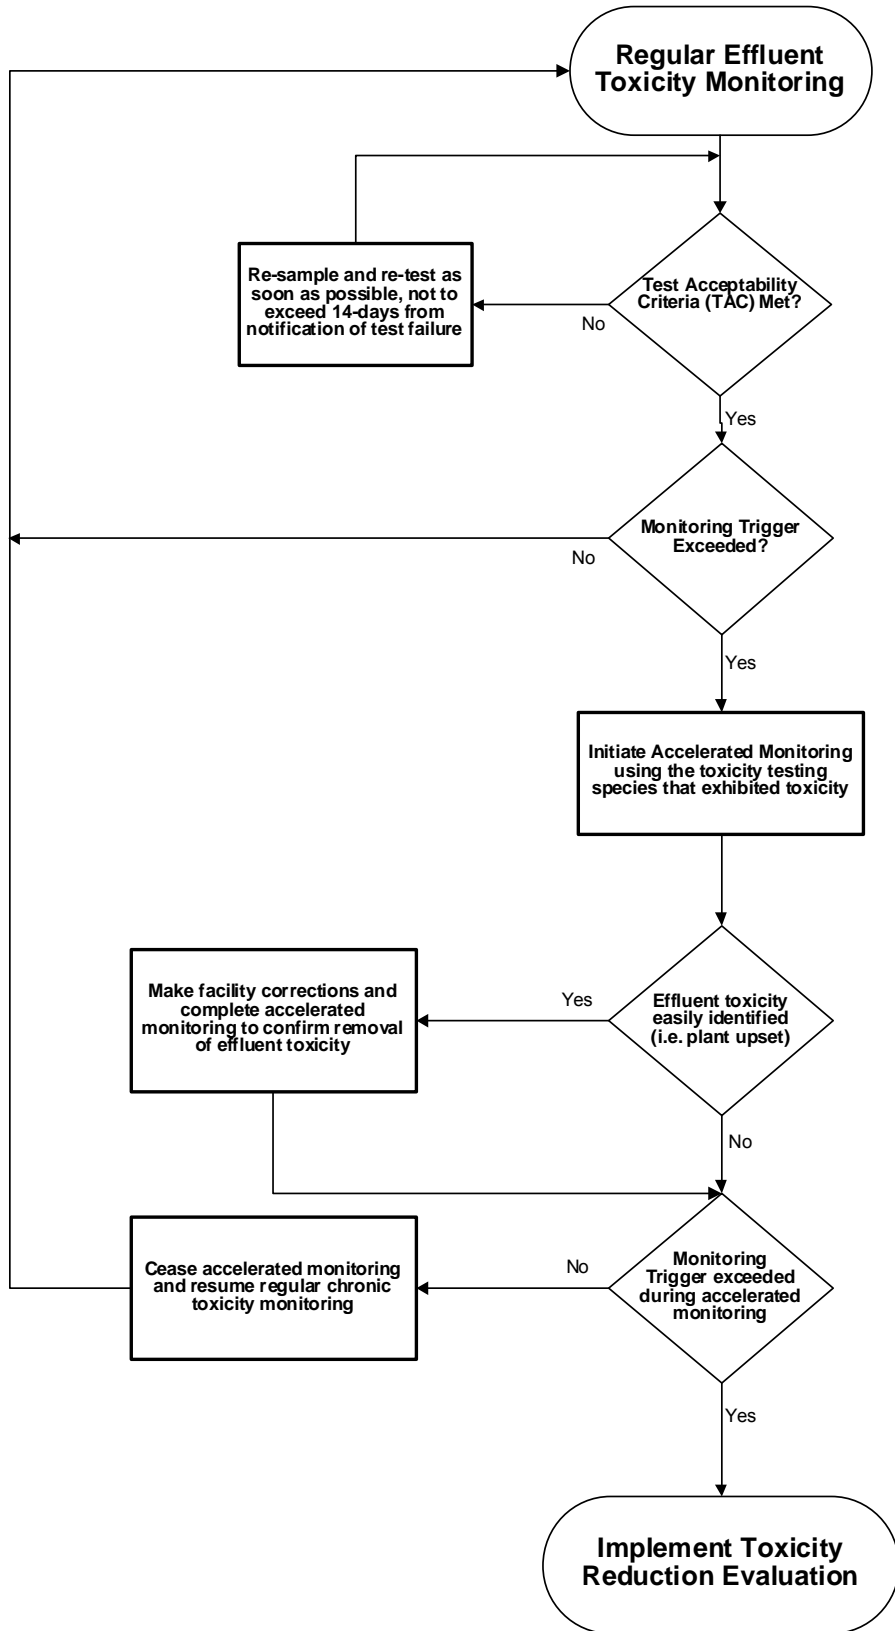 Regular Effluent
Toxicity Monitoring
Re-sample and re-test as
soon as possible, not to
exceed 14-days from
notification of test failure
Test Acceptability
Criteria (TAC) Met?
No
Yes
Monitoring Trigger
Exceeded?
No
Yes
Initiate Accelerated Monitoring
using the toxicity testing
species that exhibited toxicity
Make facility corrections and
complete accelerated
monitoring to confirm removal
of effluent toxicity
Yes
Effluent toxicity
easily identified
(i.e. plant upset)
No
Cease accelerated monitoring
and resume regular chronic
toxicity monitoring
No
Monitoring
Trigger exceeded
during accelerated
monitoring
Yes
Implement Toxicity
Reduction Evaluation